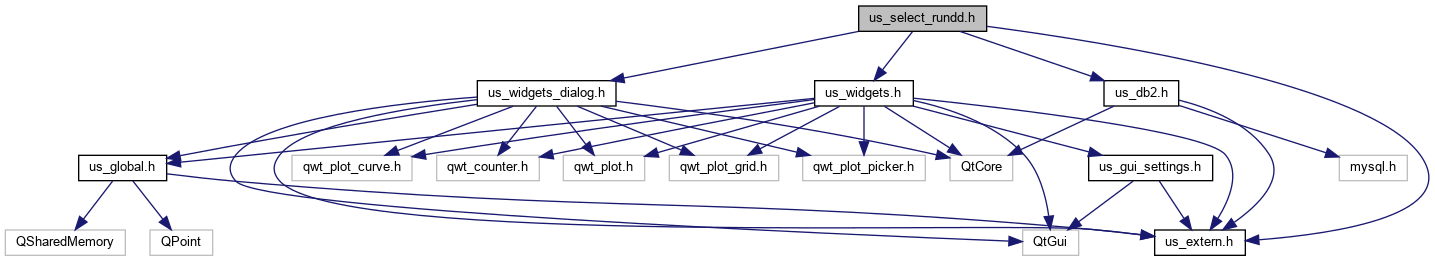 us_select_rundd.h
us_widgets_dialog.h
us_widgets.h
us_db2.h
us_global.h
qwt_plot_curve.h
qwt_counter.h
qwt_plot.h
qwt_plot_grid.h
qwt_plot_picker.h
QtCore
us_gui_settings.h
mysql.h
QSharedMemory
QPoint
QtGui
us_extern.h